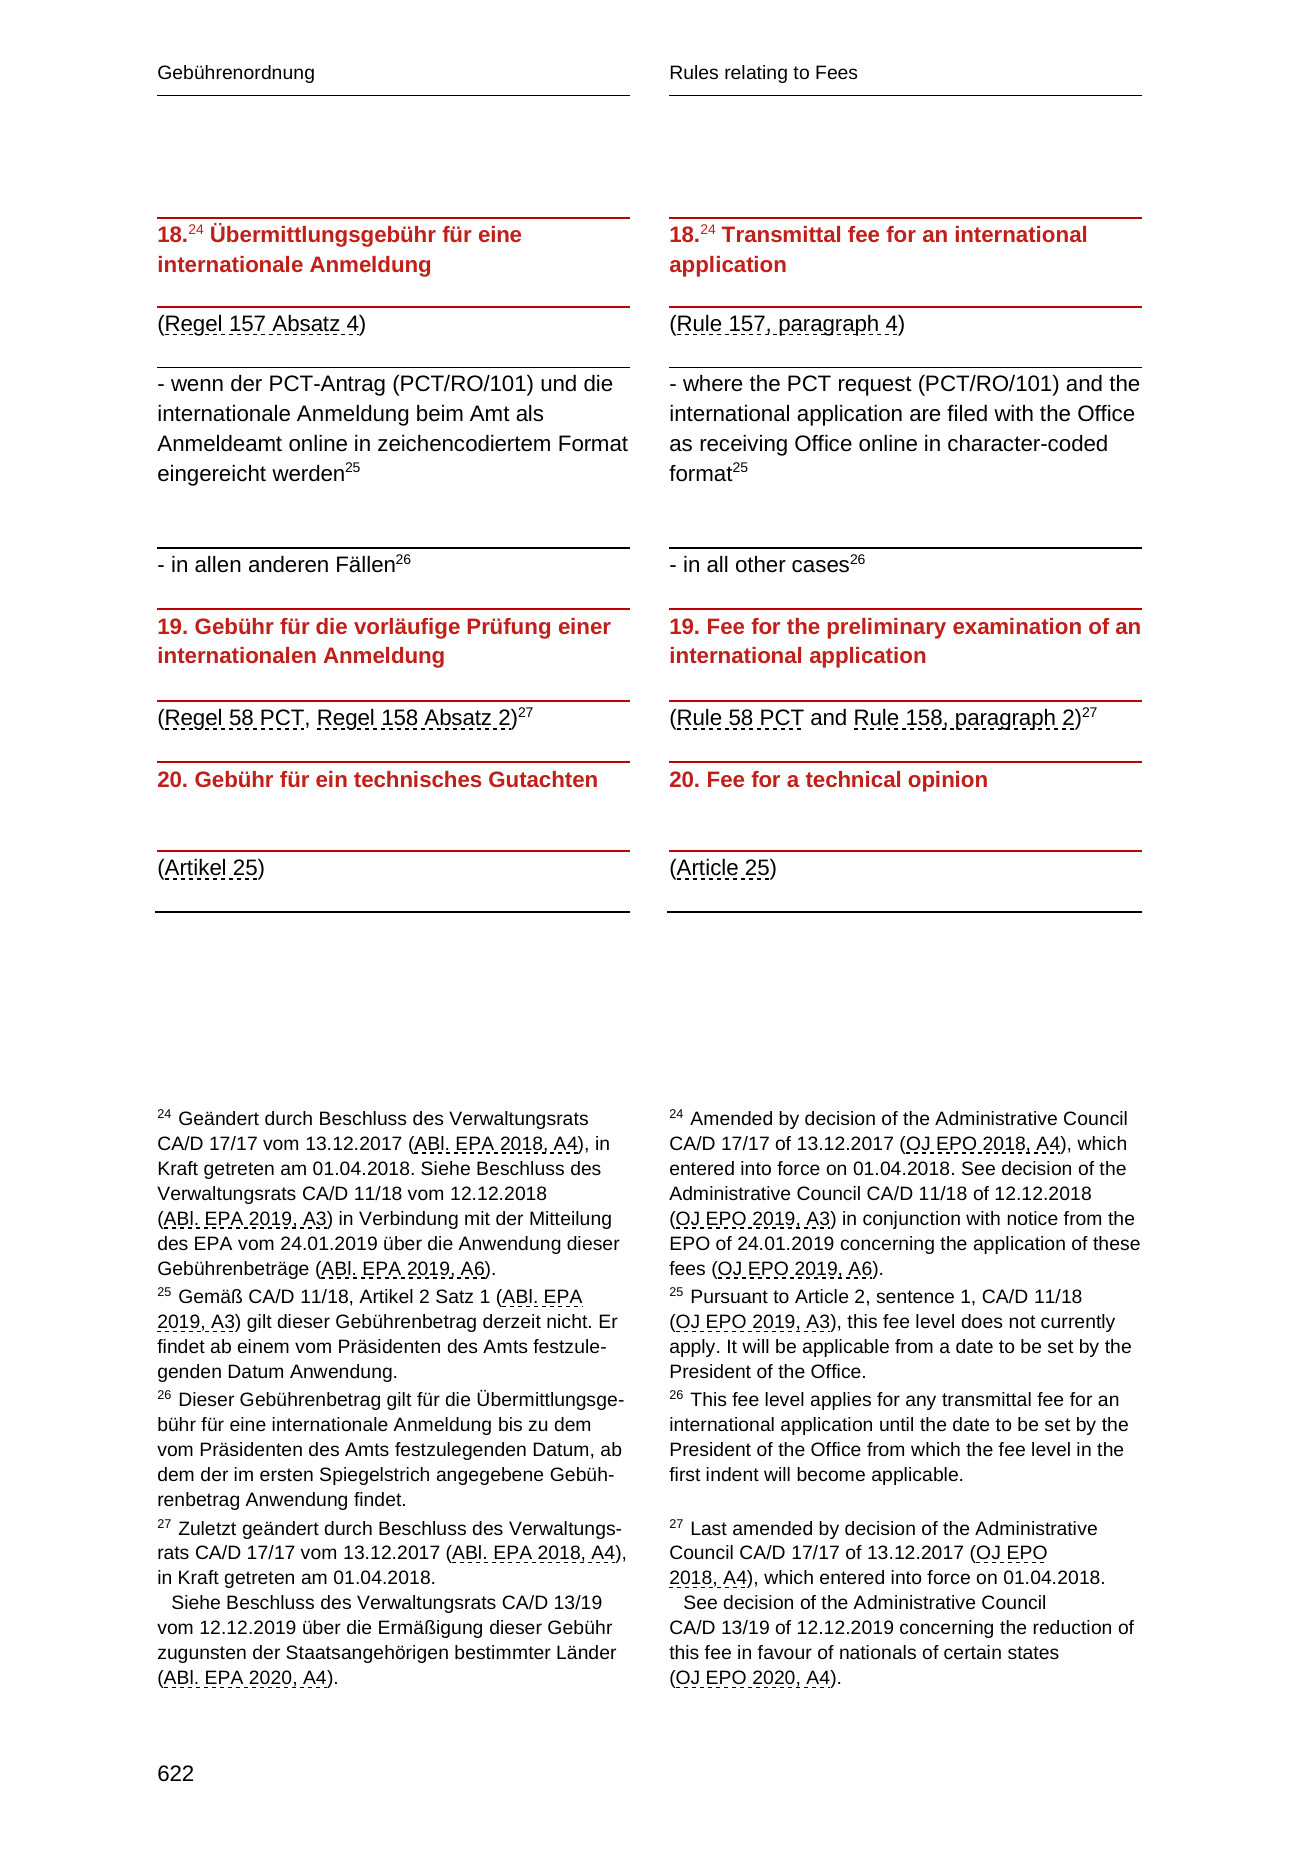 Gebührenordnung
18.24 Übermittlungsgebühr für eine
internationale Anmeldung
(Regel 157 Absatz 4)
- wenn der PCT-Antrag (PCT/RO/101) und die
internationale Anmeldung beim Amt als
Anmeldeamt online in zeichencodiertem Format
eingereicht werden25
- in allen anderen Fällen26
19. Gebühr für die vorläufige Prüfung einer
internationalen Anmeldung
(Regel 58 PCT, Regel 158 Absatz 2)27
20. Gebühr für ein technisches Gutachten
(Artikel 25)
24 Geändert durch Beschluss des Verwaltungsrats
CA/D 17/17 vom 13.12.2017 (ABl. EPA 2018, A4), in
Kraft getreten am 01.04.2018. Siehe Beschluss des
Verwaltungsrats CA/D 11/18 vom 12.12.2018
(ABl. EPA 2019, A3) in Verbindung mit der Mitteilung
des EPA vom 24.01.2019 über die Anwendung dieser
Gebührenbeträge (ABl. EPA 2019, A6).
25 Gemäß CA/D 11/18, Artikel 2 Satz 1 (ABl. EPA
2019, A3) gilt dieser Gebührenbetrag derzeit nicht. Er
findet ab einem vom Präsidenten des Amts festzule-
genden Datum Anwendung.
26 Dieser Gebührenbetrag gilt für die Übermittlungsge-
bühr für eine internationale Anmeldung bis zu dem
vom Präsidenten des Amts festzulegenden Datum, ab
dem der im ersten Spiegelstrich angegebene Gebüh-
renbetrag Anwendung findet.
27 Zuletzt geändert durch Beschluss des Verwaltungs-
rats CA/D 17/17 vom 13.12.2017 (ABl. EPA 2018, A4),
in Kraft getreten am 01.04.2018.
Siehe Beschluss des Verwaltungsrats CA/D 13/19
vom 12.12.2019 über die Ermäßigung dieser Gebühr
zugunsten der Staatsangehörigen bestimmter Länder
(ABl. EPA 2020, A4).
622
Rules relating to Fees
18.24 Transmittal fee for an international
application
(Rule 157, paragraph 4)
- where the PCT request (PCT/RO/101) and the
international application are filed with the Office
as receiving Office online in character-coded
format25
- in all other cases26
19. Fee for the preliminary examination of an
international application
(Rule 58 PCT and Rule 158, paragraph 2)27
20. Fee for a technical opinion
(Article 25)
24 Amended by decision of the Administrative Council
CA/D 17/17 of 13.12.2017 (OJ EPO 2018, A4), which
entered into force on 01.04.2018. See decision of the
Administrative Council CA/D 11/18 of 12.12.2018
(OJ EPO 2019, A3) in conjunction with notice from the
EPO of 24.01.2019 concerning the application of these
fees (OJ EPO 2019, A6).
25 Pursuant to Article 2, sentence 1, CA/D 11/18
(OJ EPO 2019, A3), this fee level does not currently
apply. It will be applicable from a date to be set by the
President of the Office.
26 This fee level applies for any transmittal fee for an
international application until the date to be set by the
President of the Office from which the fee level in the
first indent will become applicable.
27 Last amended by decision of the Administrative
Council CA/D 17/17 of 13.12.2017 (OJ EPO
2018, A4), which entered into force on 01.04.2018.
See decision of the Administrative Council
CA/D 13/19 of 12.12.2019 concerning the reduction of
this fee in favour of nationals of certain states
(OJ EPO 2020, A4).